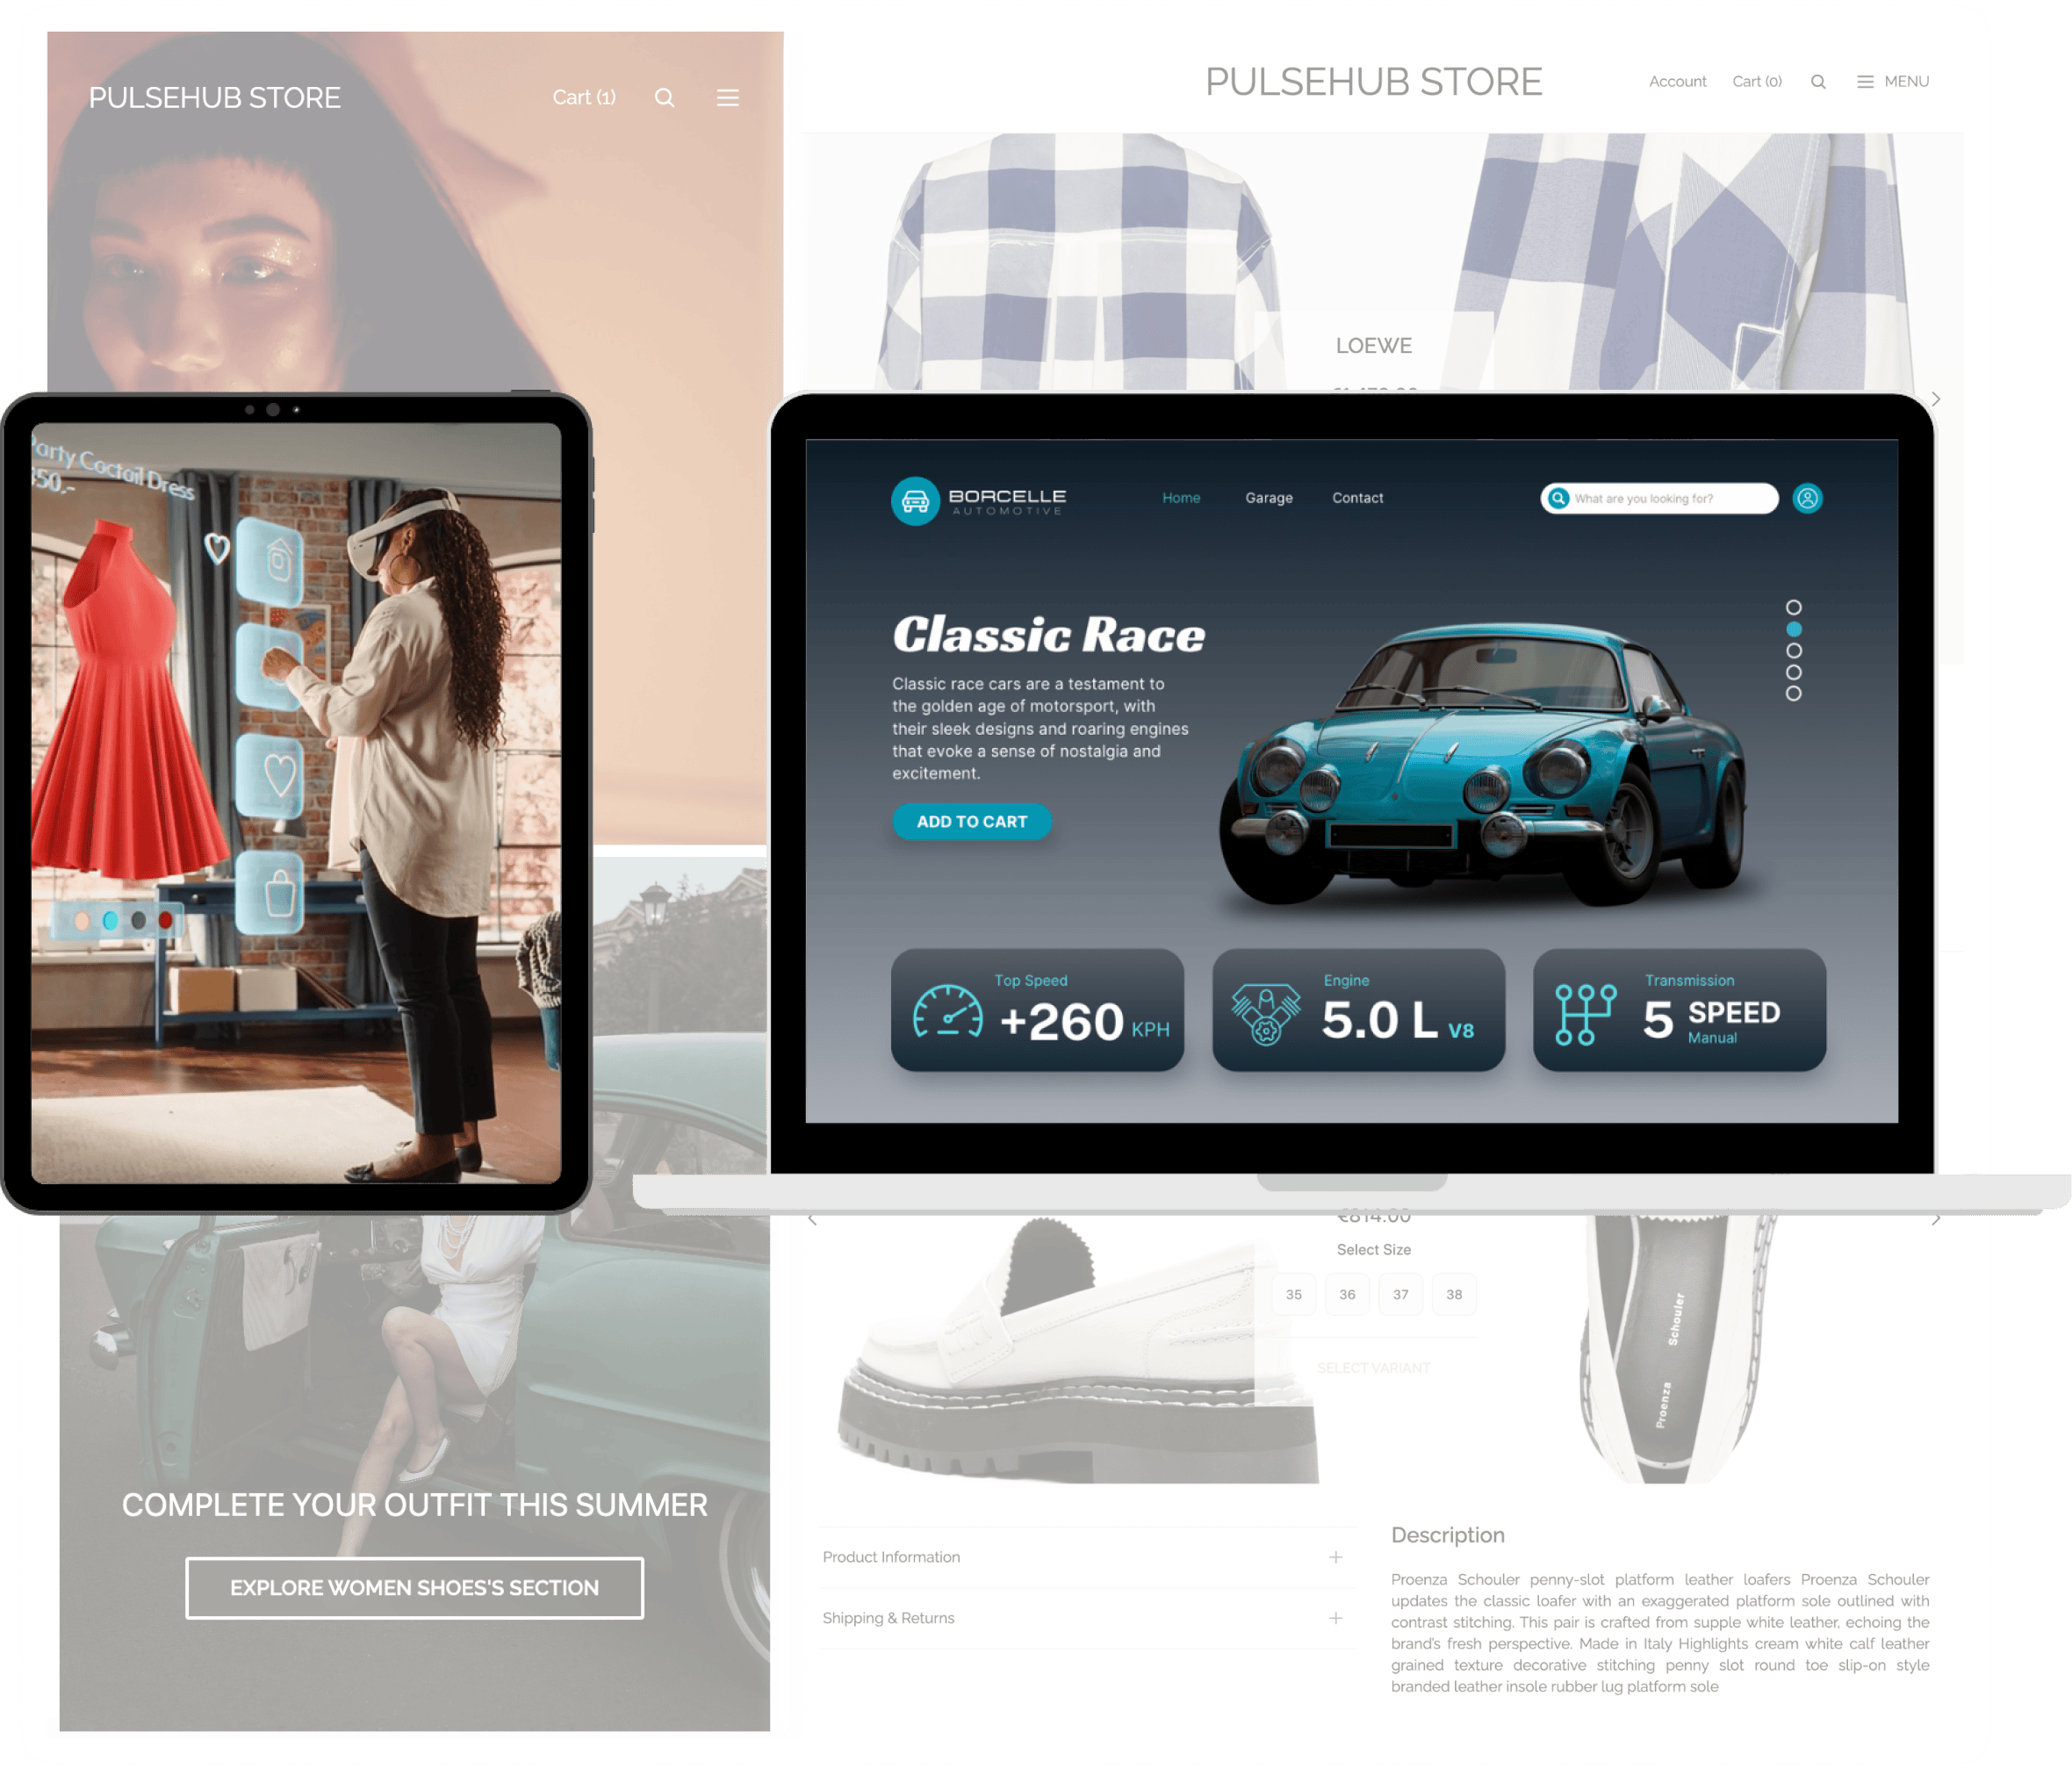 PULSEHUB STORE
Cart (1)
PULSEHUB STORE
Account Cart (0) MENU
LOEWE
Party Coctail Dress
350.-
BORCELLE
AUTOMOTIVE
Home Garage Contact
What are you looking for?
Classic Race
Classic race cars are a testament to
the golden age of motorsport, with
their sleek designs and roaring engines
that evoke a sense of nostalgia and
excitement.
ADD TO CART
Top Speed
+260 KPH
Engine
5.0 L V8
Transmission
5 SPEED
Manual
€814.00
Select Size
35 36 37 38
SELECT VARIANT
Proenza Schouler
COMPLETE YOUR OUTFIT THIS SUMMER
EXPLORE WOMEN SHOES'S SECTION
Product Information
Shipping & Returns
Description
Proenza Schouler penny-slot platform leather loafers Proenza Schouler
updates the classic loafer with an exaggerated platform sole outlined with
contrast stitching. This pair is crafted from supple white leather, echoing the
brand's fresh perspective. Made in Italy Highlights cream white calf leather
grained texture decorative stitching penny slot round toe slip-on style
branded leather insole rubber lug platform sole